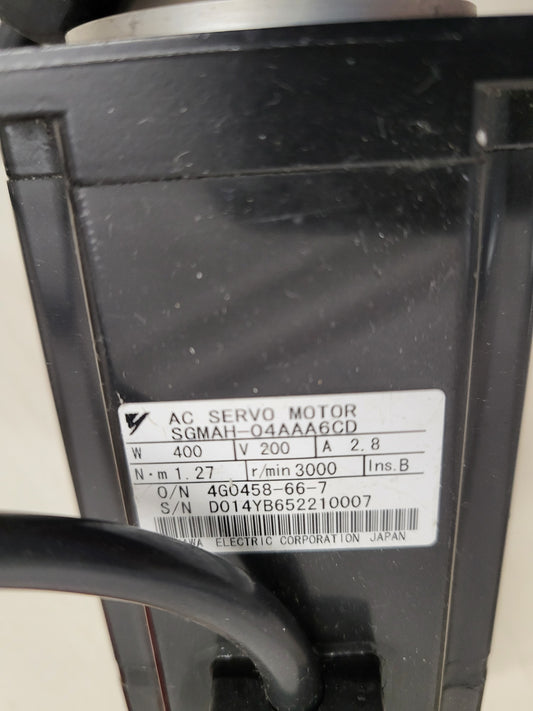 AC SERVO MOTOR
SGMAH-04AAA6CD
W 400 V 200 A 2.8
N·m 1.27 r/min 3000 Ins.B
O/N 4G0458-66-7
S/N D014YB652210007
ELECTRIC CORPORATION JAPAN